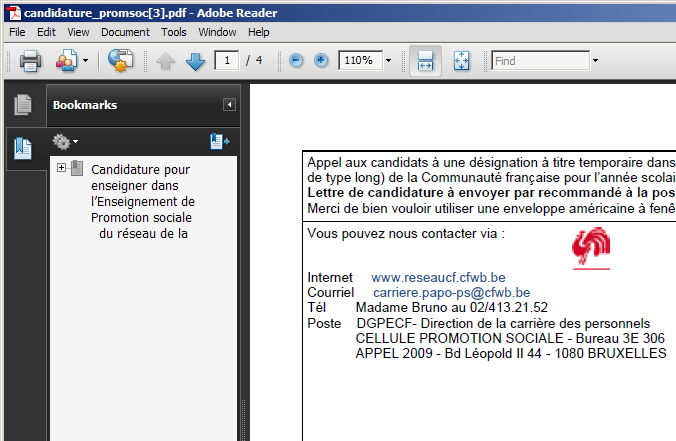 candidature_promsoc[3].pdf - Adobe Reader
File Edit View Document Tools Window Help
1 / 4 110% Find
Bookmarks
Candidature pour
enseigner dans
l'Enseignement de
Promotion sociale
du réseau de la
Appel aux candidats à une désignation à titre temporaire dans
de type long) de la Communauté française pour l'année scolai
Lettre de candidature à envoyer par recommandé à la pos
Merci de bien vouloir utiliser une enveloppe américaine à fenê
Vous pouvez nous contacter via :
Internet www.reseaucf.cfwb.be
Courriel carriere.papo-ps@cfwb.be
Tél Madame Bruno au 02/413.21.52
Poste DGPECF- Direction de la carrière des personnels
CELLULE PROMOTION SOCIALE - Bureau 3E 306
APPEL 2009 - Bd Léopold II 44 - 1080 BRUXELLES